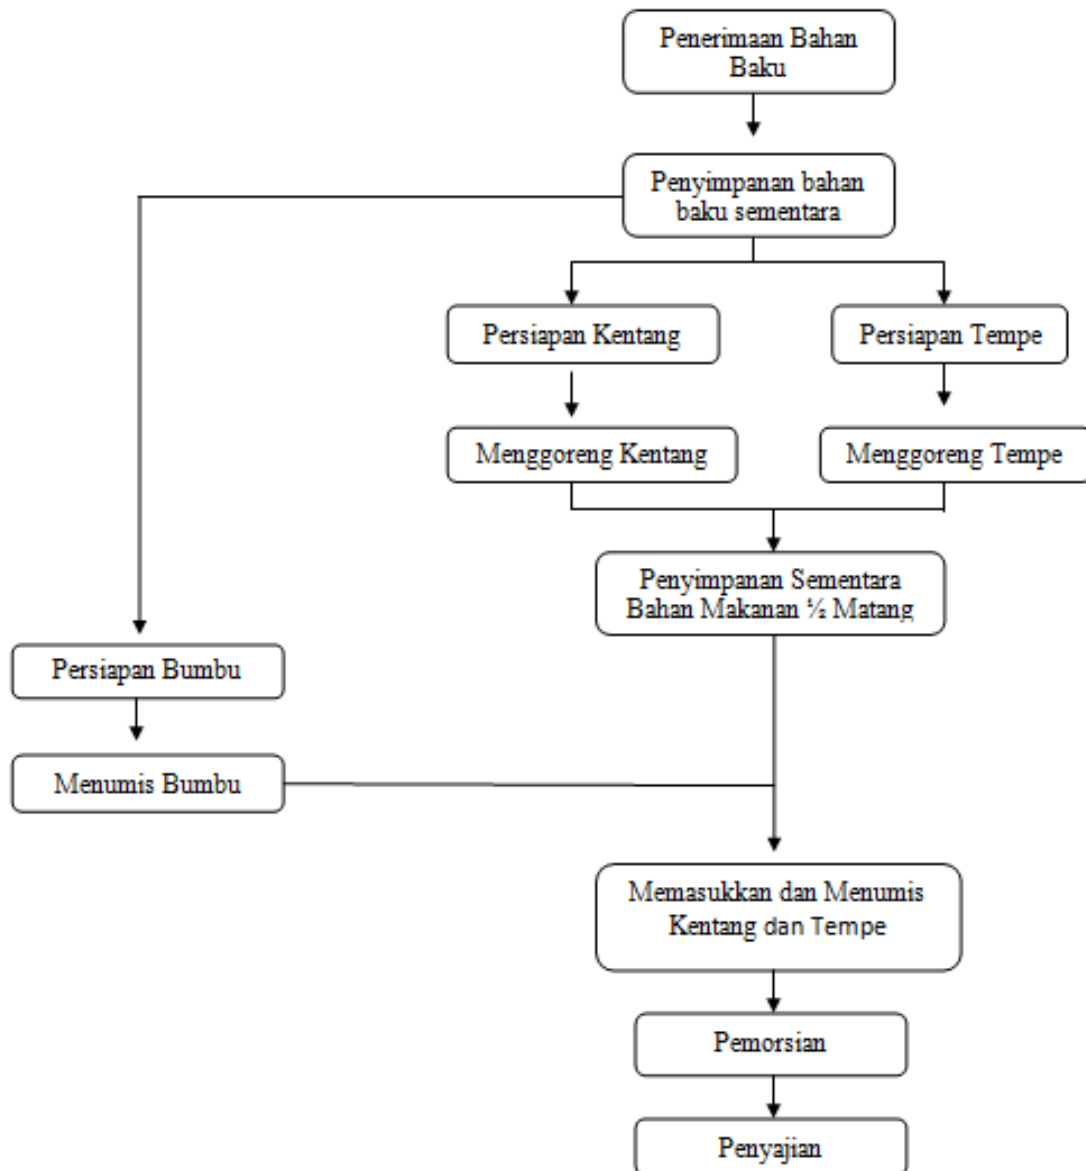 Penerimaan Bahan
Baku
Penyimpanan bahan
baku sementara
Persiapan Kentang
Persiapan Tempe
Menggoreng Kentang
Menggoreng Tempe
Penyimpanan Sementara
Bahan Makanan ½ Matang
Persiapan Bumbu
Menumis Bumbu
Memasukkan dan Menumis
Kentang dan Tempe
Pemorsian
Penyajian